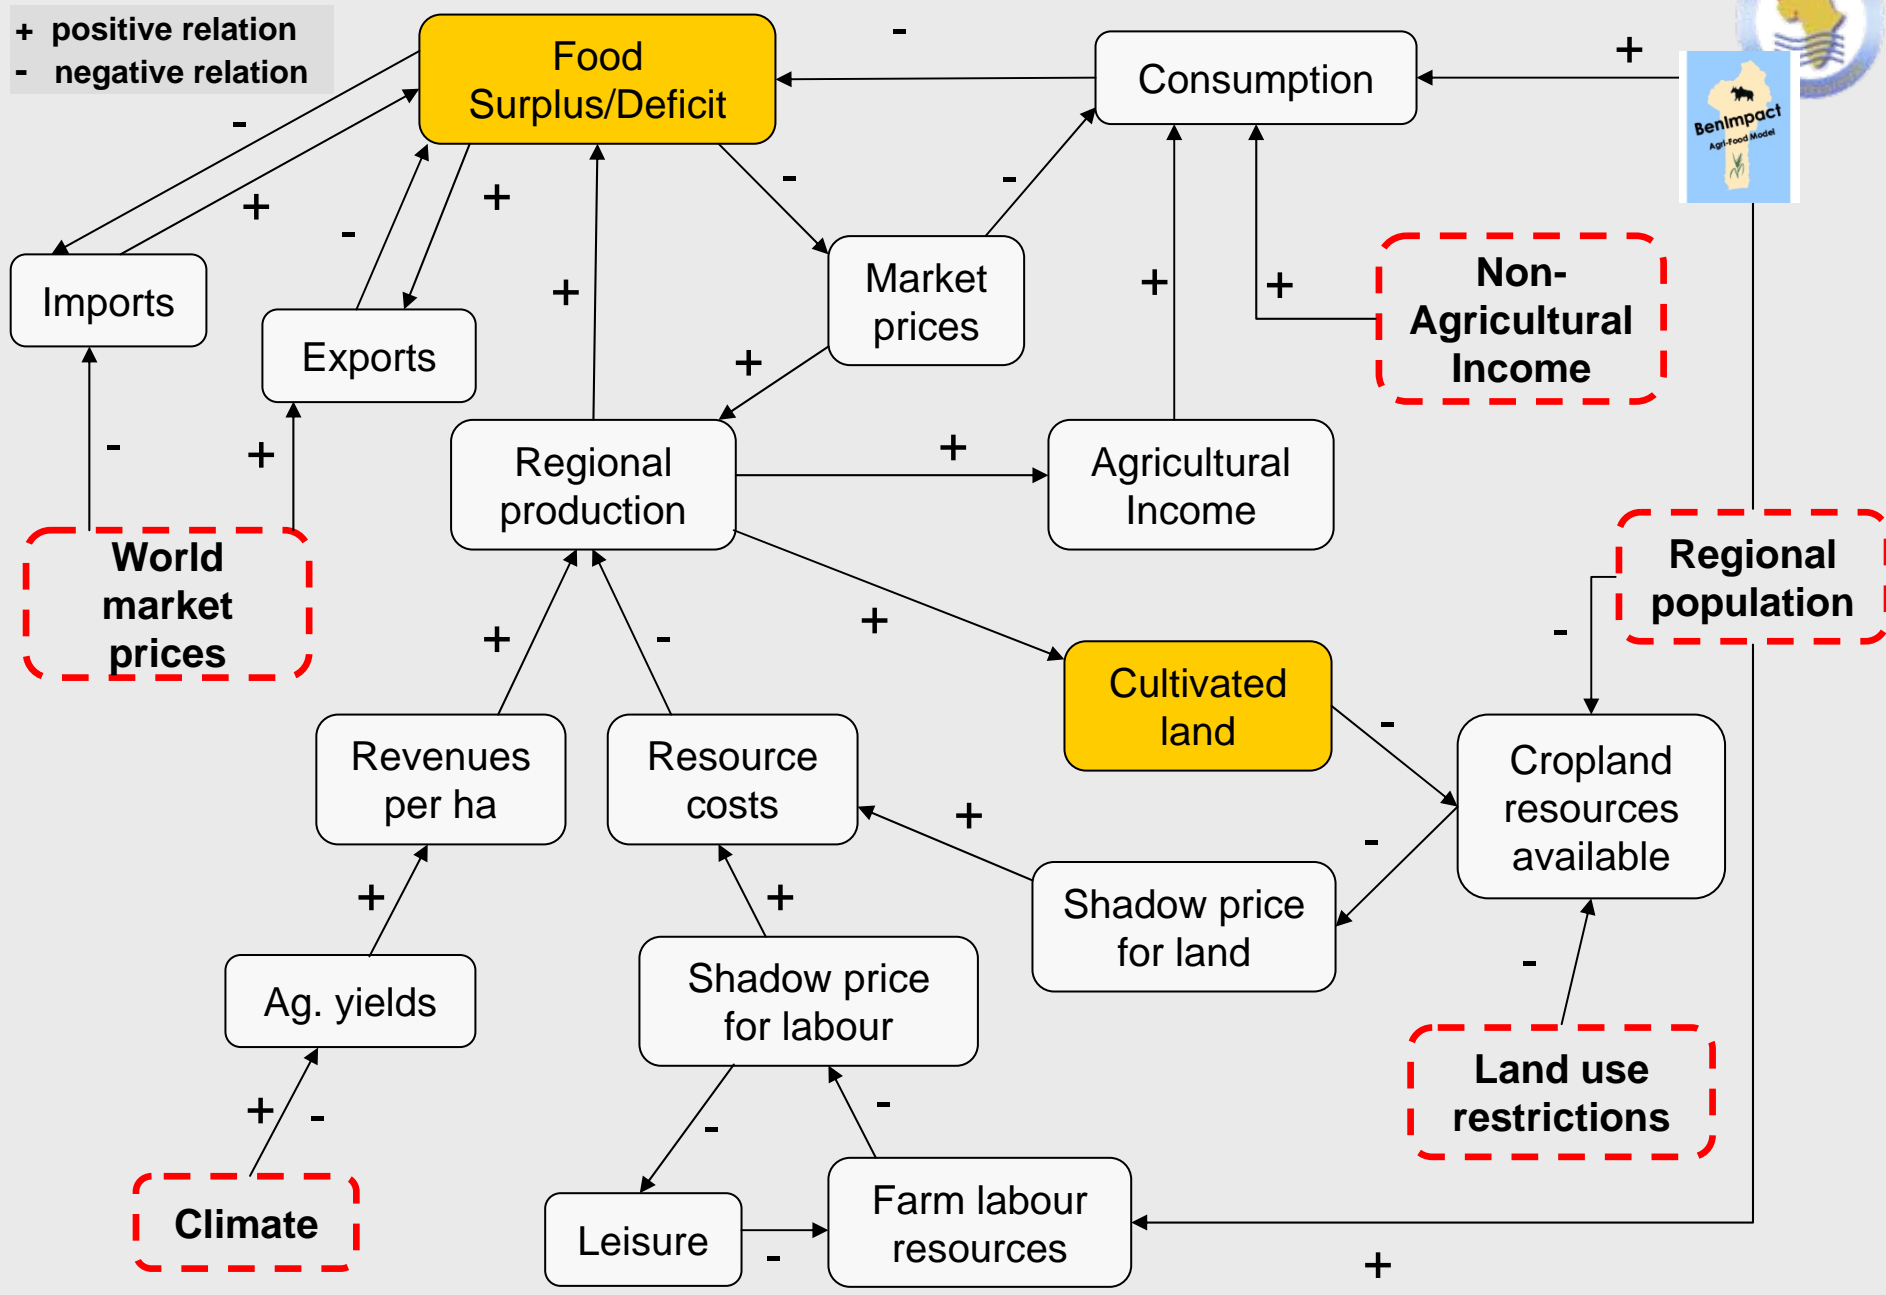 + positive relation
- negative relation
Food
Surplus/Deficit
-
Consumption
+
BenImpact
Agri-Food Model
-
+
-
+
-
-
+
Imports
Exports
Market
prices
+
+
Non-
Agricultural
Income
+
-
+
Regional
production
+
Agricultural
Income
World
market
prices
Regional
population
+
-
+
-
Cultivated
land
-
Revenues
per ha
Resource
costs
Cropland
resources
available
+
-
+
+
Shadow price
for land
-
Ag. yields
Shadow price
for labour
Land use
restrictions
+ -
-
-
Climate
Leisure
-
Farm labour
resources
+